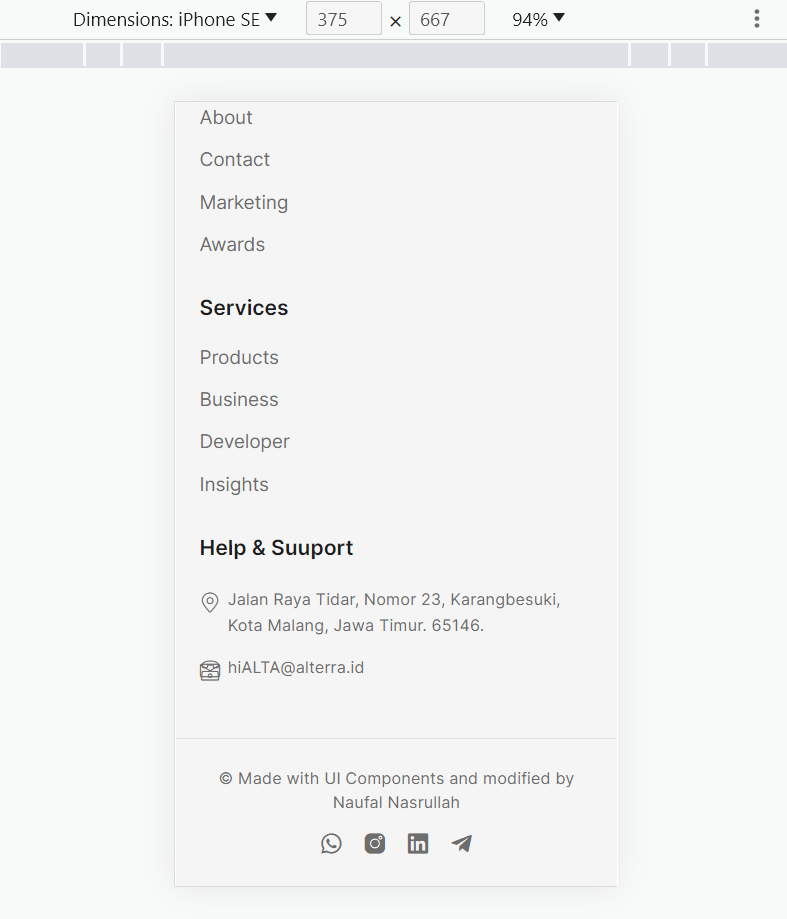 Dimensions: iPhone SE 375 × 667 94%
About
Contact
Marketing
Awards
Services
Products
Business
Developer
Insights
Help & Suuport
Jalan Raya Tidar, Nomor 23, Karangbesuki,
Kota Malang, Jawa Timur. 65146.
hiALTA@alterra.id
© Made with UI Components and modified by
Naufal Nasrullah